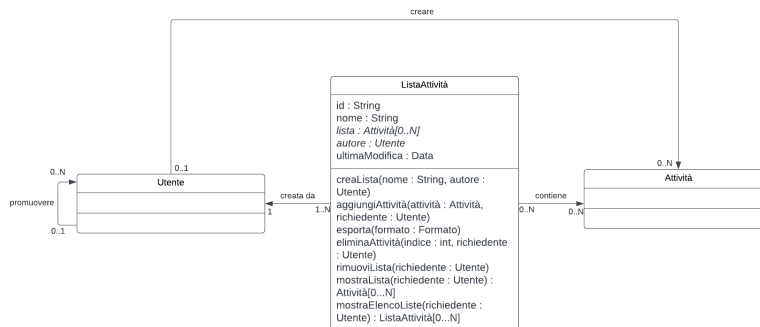 creare
ListaAttività
id : String
nome : String
lista : Attività[0..N]
autore : Utente
ultimaModifica : Data
creaLista(nome : String, autore :
Utente)
aggiungiAttività(attività : Attività,
richiedente : Utente)
esporta(formato : Formato)
eliminaAttività(indice : int, richiedente
: Utente)
rimuoviLista(richiedente : Utente)
mostraLista(richiedente : Utente) :
Attività[0...N]
mostraElencoListe(richiedente :
Utente) : ListaAttività[0...N]
0..N
0..1
Utente
promuovere
0..1
creata da
1
1..N
contiene
0..N
0..N
0..N
Attività